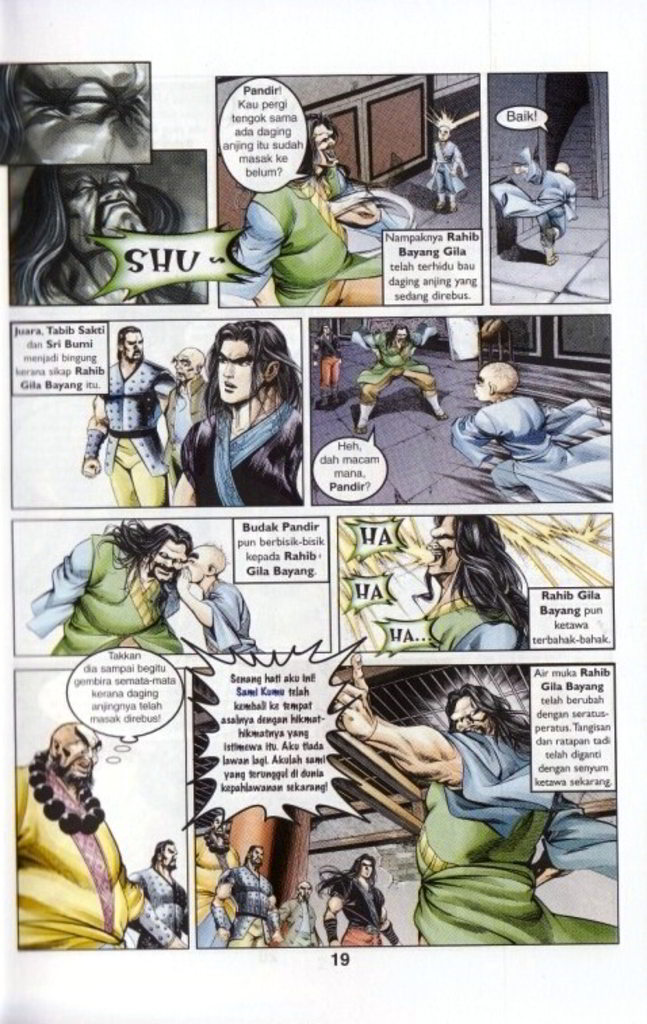 Pandir!
Kau pergi
tengok sama
ada daging
anjing itu sudah
masak ke
belum?
Baik!
SHU ~
Nampaknya Rahib
Bayang Gila
telah terhidu bau
daging anjing yang
sedang direbus.
Juara, Tabib Sakti
dan Sri Bumi
menjadi bingung
kerana sikap Rahib
Gila Bayang itu.
Heh,
dah macam
mana,
Pandir?
Budak Pandir
pun berbisik-bisik
kepada Rahib
Gila Bayang.
HA
HA
HA...
Rahib Gila
Bayang pun
ketawa
terbahak-bahak.
Takkan
dia sampai begitu
gembira semata-mata
kerana daging
anjingnya telah
masak direbus!
Senang hati aku ini!
Sami Kumu telah
kembali ke tempat
asalnya dengan hikmat-
hikmatnya yang
istimewa itu. Aku tiada
lawan lagi. Akulah sami
yang terunggul di dunia
kepahlawanan sekarang!
Air muka Rahib
Gila Bayang
telah berubah
dengan seratus-
peratus. Tangisan
dan ratapan tadi
telah diganti
dengan senyum
ketawa sekarang.
19